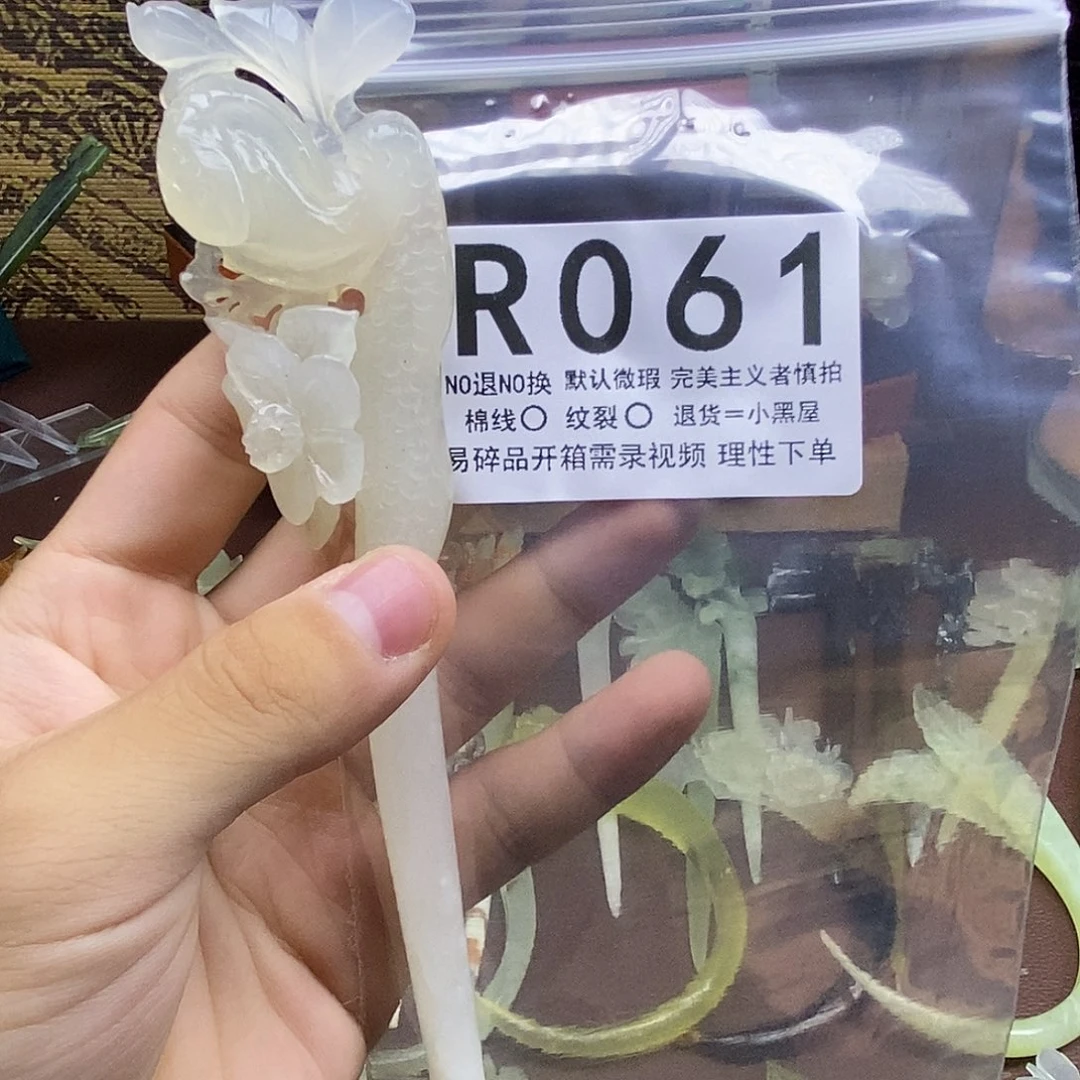 R061
NO退NO换 默认微瑕 完美主义者慎拍
棉线○ 纹裂○ 退货=小黑屋
易碎品开箱需录视频 理性下单